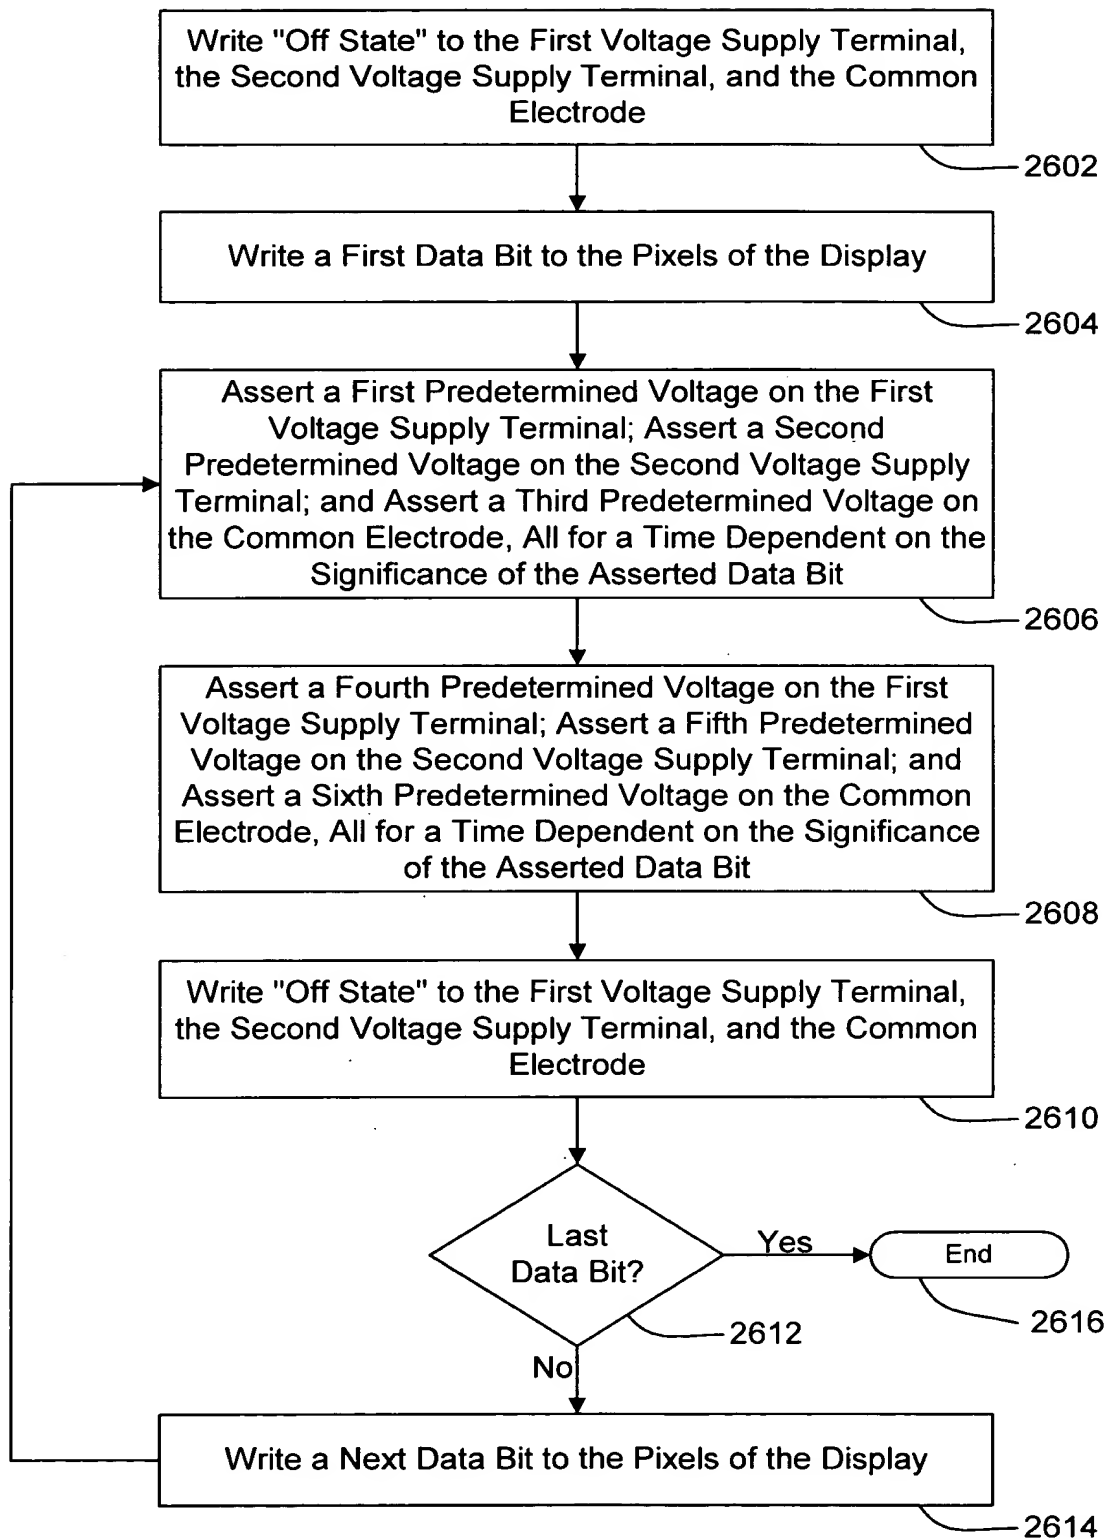 Write "Off State" to the First Voltage Supply Terminal,
the Second Voltage Supply Terminal, and the Common
Electrode
2602
Write a First Data Bit to the Pixels of the Display
2604
Assert a First Predetermined Voltage on the First
Voltage Supply Terminal; Assert a Second
Predetermined Voltage on the Second Voltage Supply
Terminal; and Assert a Third Predetermined Voltage on
the Common Electrode, All for a Time Dependent on the
Significance of the Asserted Data Bit
2606
Assert a Fourth Predetermined Voltage on the First
Voltage Supply Terminal; Assert a Fifth Predetermined
Voltage on the Second Voltage Supply Terminal; and
Assert a Sixth Predetermined Voltage on the Common
Electrode, All for a Time Dependent on the Significance
of the Asserted Data Bit
2608
Write "Off State" to the First Voltage Supply Terminal,
the Second Voltage Supply Terminal, and the Common
Electrode
2610
Last
Data Bit?
Yes
End
2616
2612
No
Write a Next Data Bit to the Pixels of the Display
2614